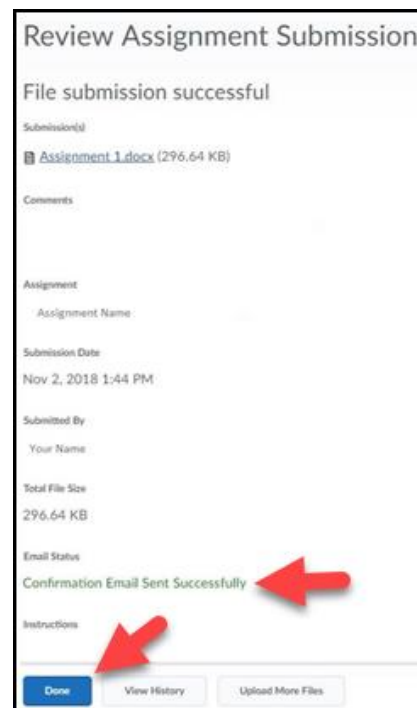 Review Assignment Submission
File submission successful
Submission(s)
Assignment 1.docx (296.64 KB)
Comments
Assignment
Assignment Name
Submission Date
Nov 2, 2018 1:44 PM
Submitted By
Your Name
Total File Size
296.64 KB
Email Status
Confirmation Email Sent Successfully
Instructions
Done View History Upload More Files